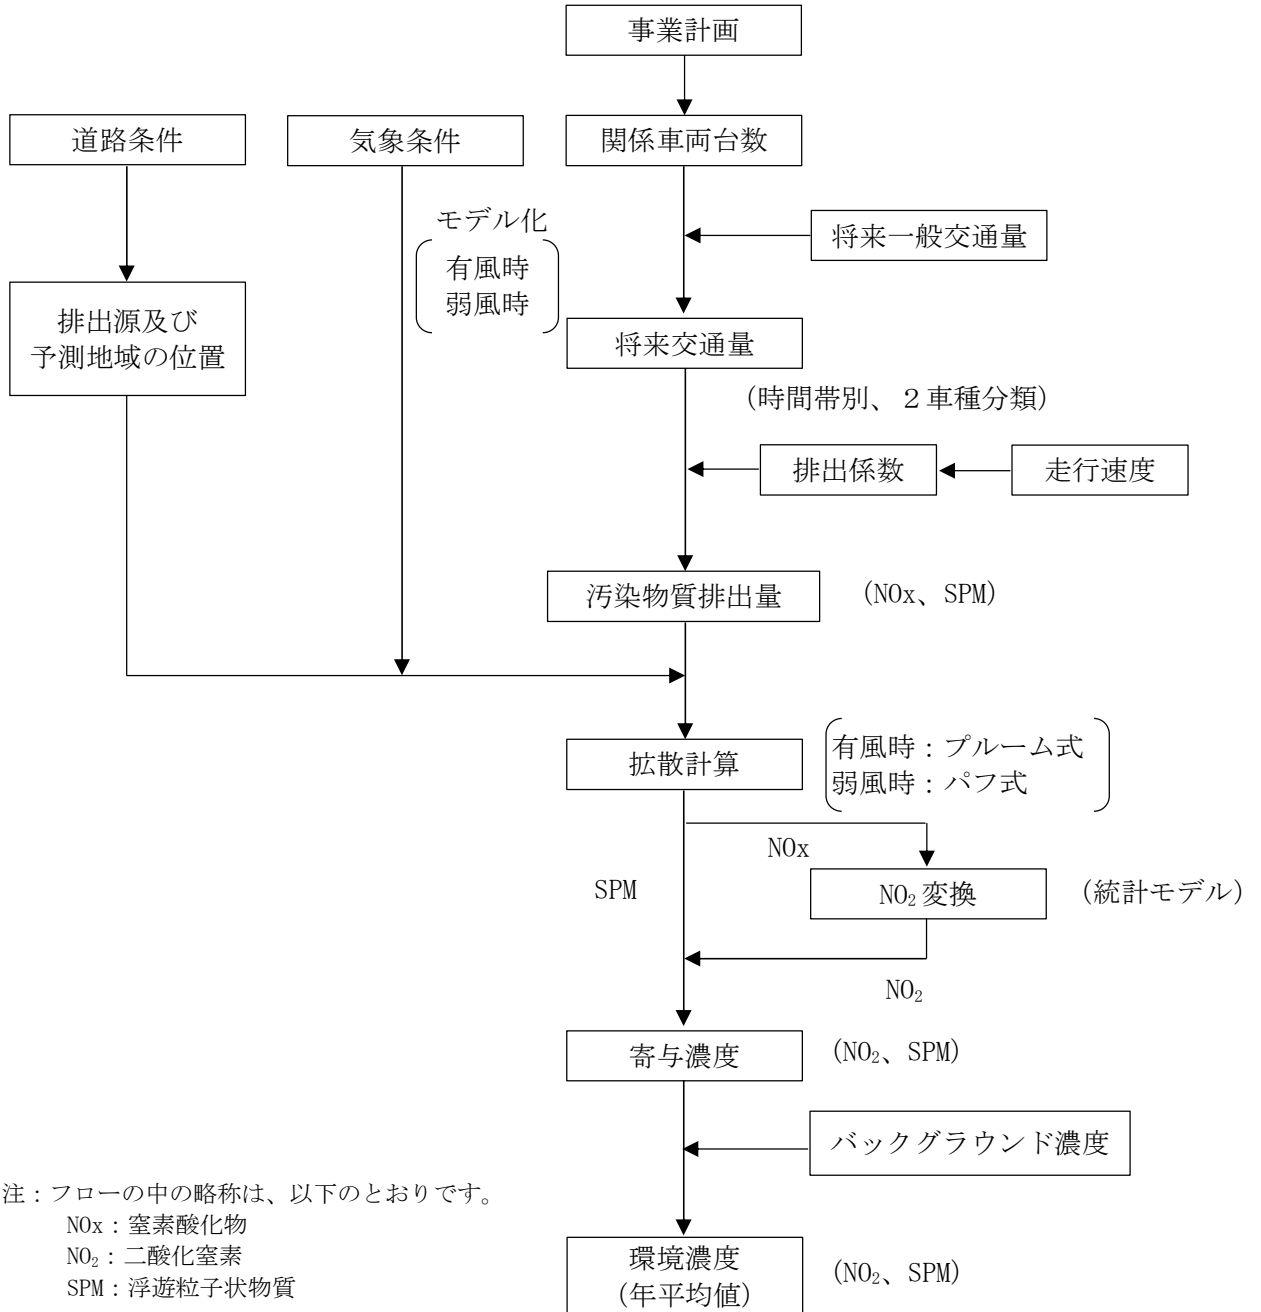 事業計画
道路条件
気象条件
関係車両台数
モデル化
有風時
弱風時
将来一般交通量
排出源及び
予測地域の位置
将来交通量
(時間帯別、２車種分類)
排出係数
走行速度
汚染物質排出量
(NOx、SPM)
拡散計算
有風時：プルーム式
弱風時：パフ式
NOx
SPM
NO₂変換
(統計モデル)
NO₂
寄与濃度
(NO₂、SPM)
バックグラウンド濃度
注：フローの中の略称は、以下のとおりです。
NOx：窒素酸化物
NO₂：二酸化窒素
SPM：浮遊粒子状物質
環境濃度
(年平均値)
(NO₂、SPM)